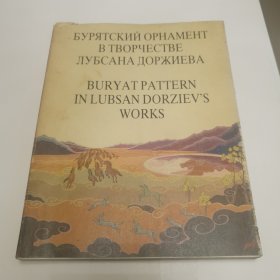 БУРЯТСКИЙ ОРНАМЕНТ
В ТВОРЧЕСТВЕ
ЛУБСАНА ДОРЖИЕВА
BURYAT PATTERN
IN LUBSAN DORZIEV'S
WORKS